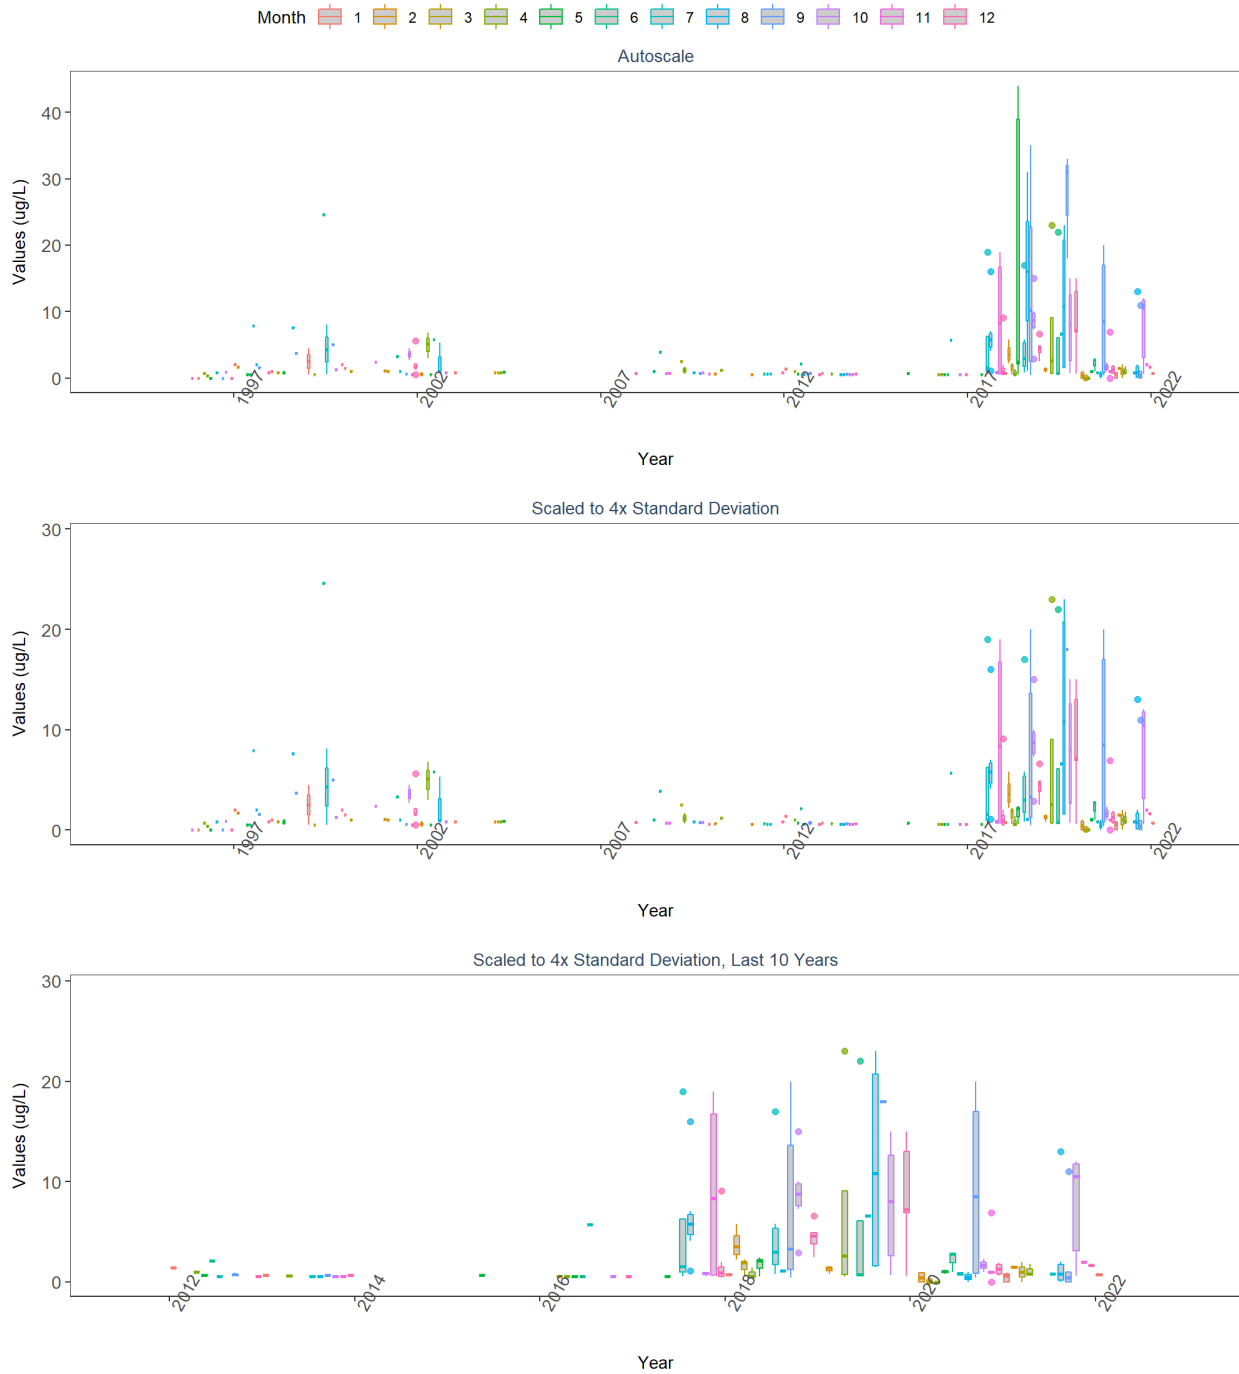 Month 1 2 3 4 5 6 7 8 9 10 11 12
Autoscale
Values (ug/L)
40
30
20
10
0
1997 2002 2007 2012 2017 2022
Year
Scaled to 4x Standard Deviation
Values (ug/L)
30
20
10
0
1997 2002 2007 2012 2017 2022
Year
Scaled to 4x Standard Deviation, Last 10 Years
Values (ug/L)
30
20
10
0
2012 2014 2016 2018 2020 2022
Year